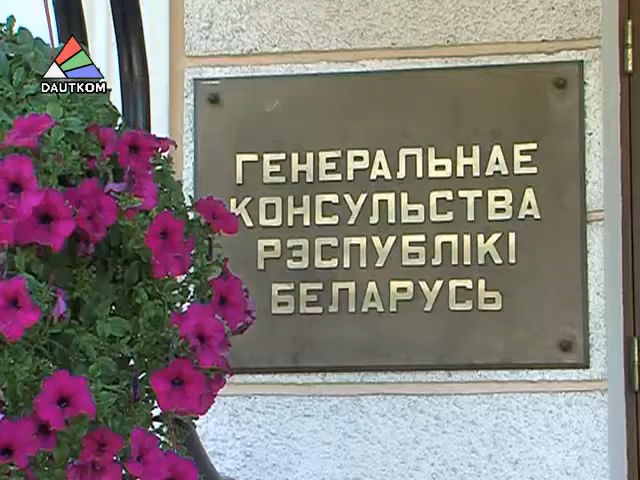 DAUTKOM
ГЕНЕРАЛЬНАЕ
КОНСУЛЬСТВА
РЭСПУБЛІКІ
БЕЛАРУСЬ